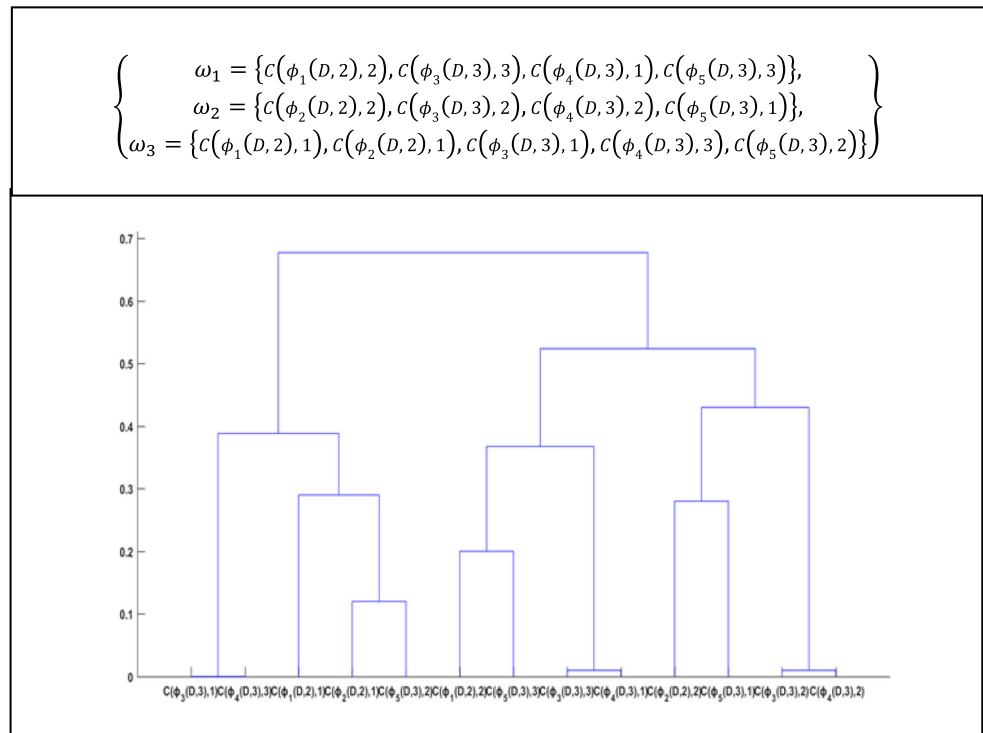 ω₁ = {C(ϕ₁(D, 2), 2), C(ϕ₃(D, 3), 3), C(ϕ₄(D, 3), 1), C(ϕ₅(D, 3), 3)},
ω₂ = {C(ϕ₂(D, 2), 2), C(ϕ₃(D, 3), 2), C(ϕ₄(D, 3), 2), C(ϕ₅(D, 3), 1)},
ω₃ = {C(ϕ₁(D, 2), 1), C(ϕ₂(D, 2), 1), C(ϕ₃(D, 3), 1), C(ϕ₄(D, 3), 3), C(ϕ₅(D, 3), 2)}
0.7
0.6
0.5
0.4
0.3
0.2
0.1
0
C(ϕ₃(D,3),1) C(ϕ₄(D,3),3) C(ϕ₁(D,2),1) C(ϕ₂(D,2),1) C(ϕ₅(D,3),2) C(ϕ₁(D,2),2) C(ϕ₅(D,3),3) C(ϕ₃(D,3),3) C(ϕ₄(D,3),1) C(ϕ₂(D,2),2) C(ϕ₅(D,3),1) C(ϕ₃(D,3),2) C(ϕ₄(D,3),2)